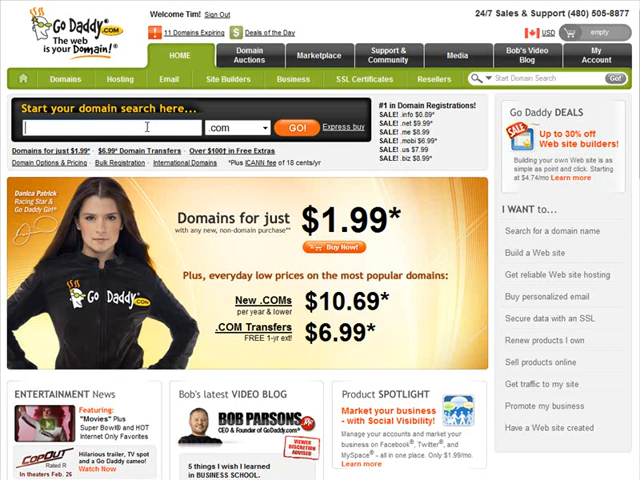 Go Daddy.COM
The web
is your Domain!®
Welcome Tim! Sign Out
24/7 Sales & Support (480) 505-8877
11 Domains Expiring
Deals of the Day
USD
empty
HOME
Domain
Auctions
Marketplace
Support &
Community
Media
Bob's Video
Blog
My
Account
Domains
Hosting
Email
Site Builders
Business
SSL Certificates
Resellers
Start Domain Search
Go!
Start your domain search here...
.com
GO!
Express buy
Domains for just $1.99* · $6.99* Domain Transfers · Over $100† in Free Extras
Domain Options & Pricing · Bulk Registration · International Domains
*Plus ICANN fee of 18 cents/yr
#1 in Domain Registrations!
SALE! .info $0.89*
SALE! .net $9.99*
SALE! .me $8.99
SALE! .mobi $6.99*
SALE! .us $7.99
SALE! .biz $8.99*
Go Daddy DEALS
SALE
Up to 30% off
Web site builders!
Building your own Web site is as
simple as point and click. Starting
at $4.74/mo Learn more
Danica Patrick
Racing Star &
Go Daddy Girl®
Go Daddy.COM
Domains for just
with any new, non-domain purchase**
$1.99*
Buy Now!
Plus, everyday low prices on the most popular domains:
New .COMs
per year & lower
$10.69*
.COM Transfers
FREE 1-yr ext!
$6.99*
I WANT to...
Search for a domain name
Build a Web site
Get reliable Web site hosting
Buy personalized email
Secure data with an SSL
Renew products I own
Sell products online
Get traffic to my site
Promote my business
Have a Web site created
ENTERTAINMENT News
Featuring:
"Movies" Plus
Super Bowl® and HOT
Internet Only Favorites
COPOUT
Rated R
In theaters Feb. 26
Hilarious trailer, TV spot
and a Go Daddy cameo!
Watch Now
Bob's latest VIDEO BLOG
BOB PARSONS
CEO & Founder of GoDaddy.com®
VIEWER
DISCRETION
ADVISED
5 things I wish I learned
in BUSINESS SCHOOL.
Product SPOTLIGHT
Market your business
- with Social Visibility!
Manage your accounts and market
your business on Facebook®, Twitter®, and
MySpace® - all in one place. Only $1.99/mo.
Learn more